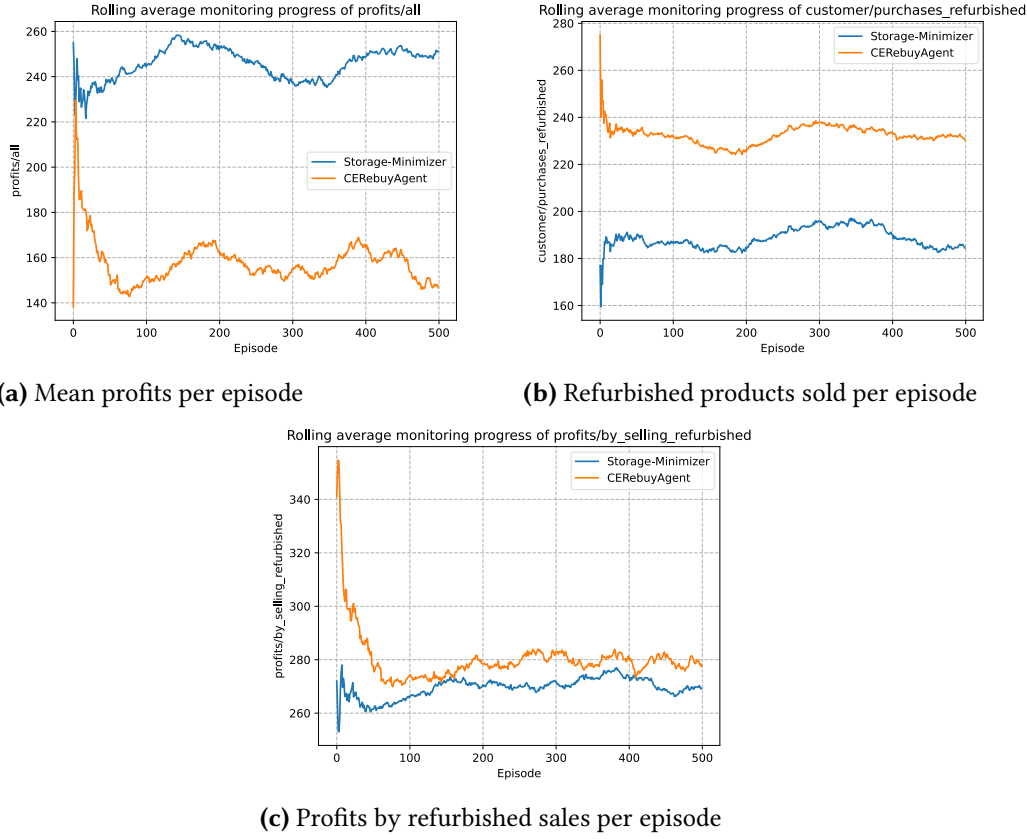 Rolling average monitoring progress of profits/all
profits/all
260
240
220
200
180
160
140
0 100 200 300 400 500
Episode
Storage-Minimizer
CERebuyAgent
(a) Mean profits per episode
Rolling average monitoring progress of customer/purchases_refurbished
customer/purchases_refurbished
280
260
240
220
200
180
160
0 100 200 300 400 500
Episode
Storage-Minimizer
CERebuyAgent
(b) Refurbished products sold per episode
Rolling average monitoring progress of profits/by_selling_refurbished
profits/by_selling_refurbished
340
320
300
280
260
0 100 200 300 400 500
Episode
Storage-Minimizer
CERebuyAgent
(c) Profits by refurbished sales per episode